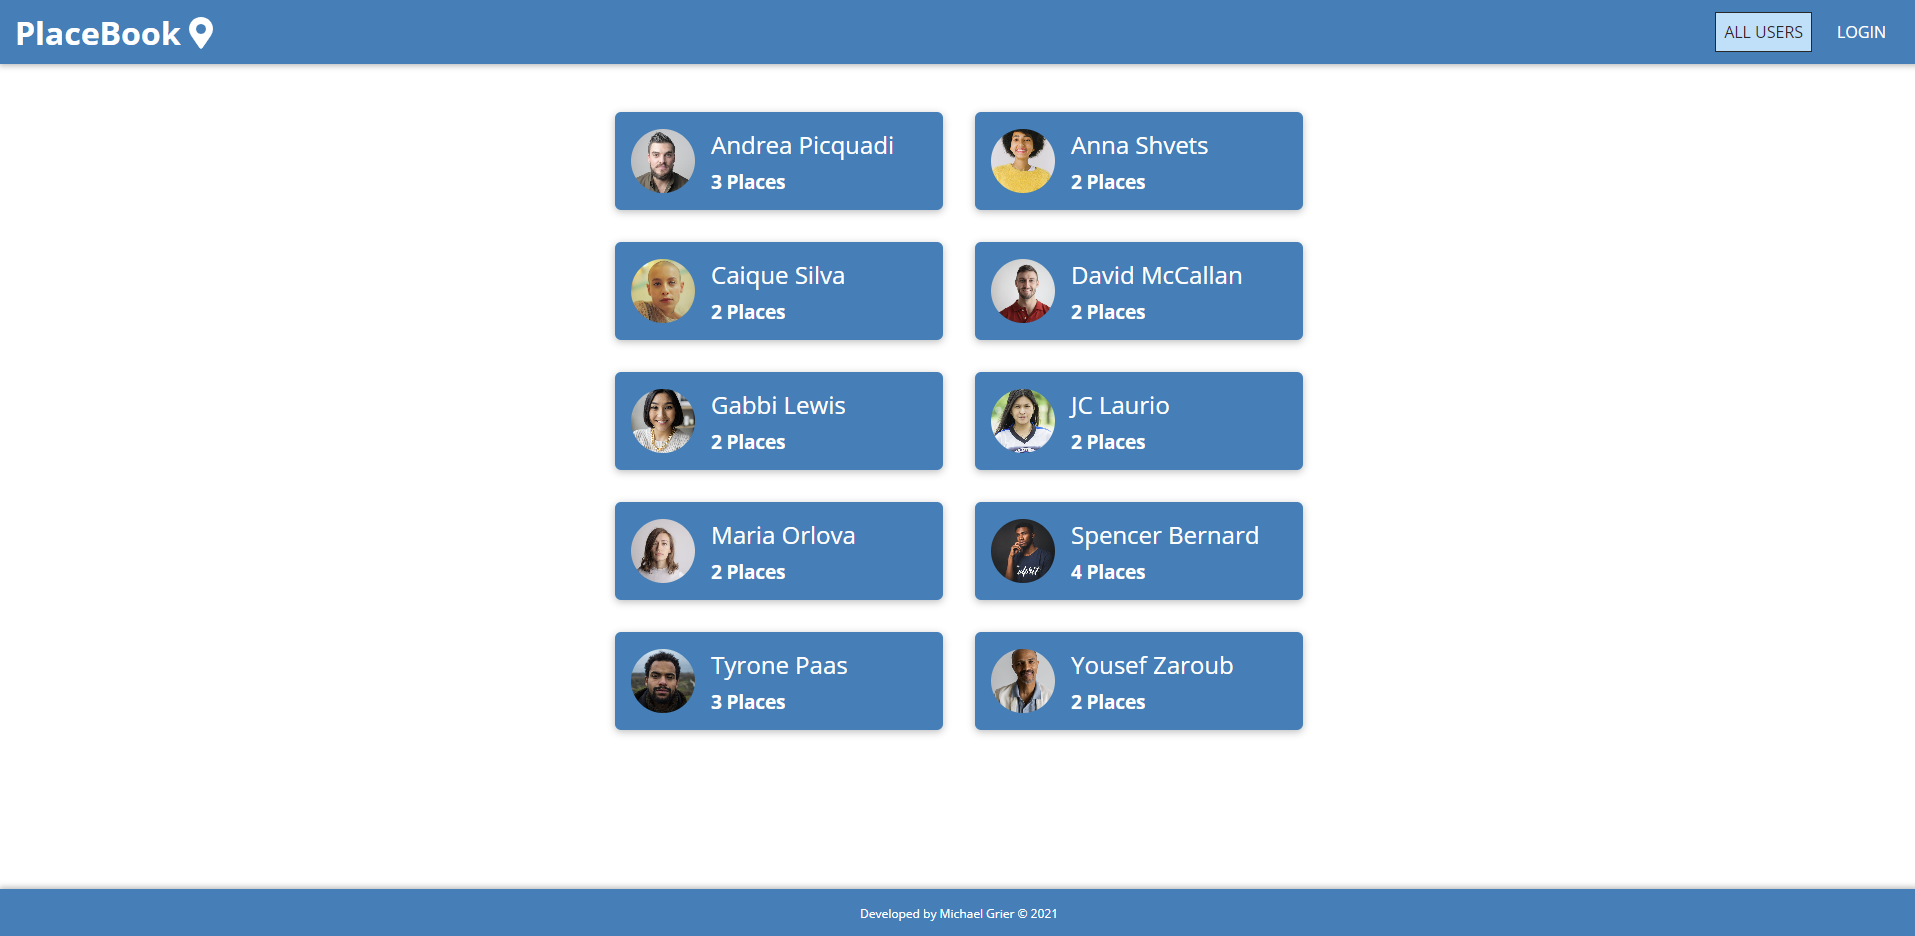 PlaceBook
ALL USERS
LOGIN
Andrea Picquadi
3 Places
Anna Shvets
2 Places
Caique Silva
2 Places
David McCallan
2 Places
Gabbi Lewis
2 Places
JC Laurio
2 Places
Maria Orlova
2 Places
Spencer Bernard
4 Places
Tyrone Paas
3 Places
Yousef Zaroub
2 Places
Developed by Michael Grier © 2021